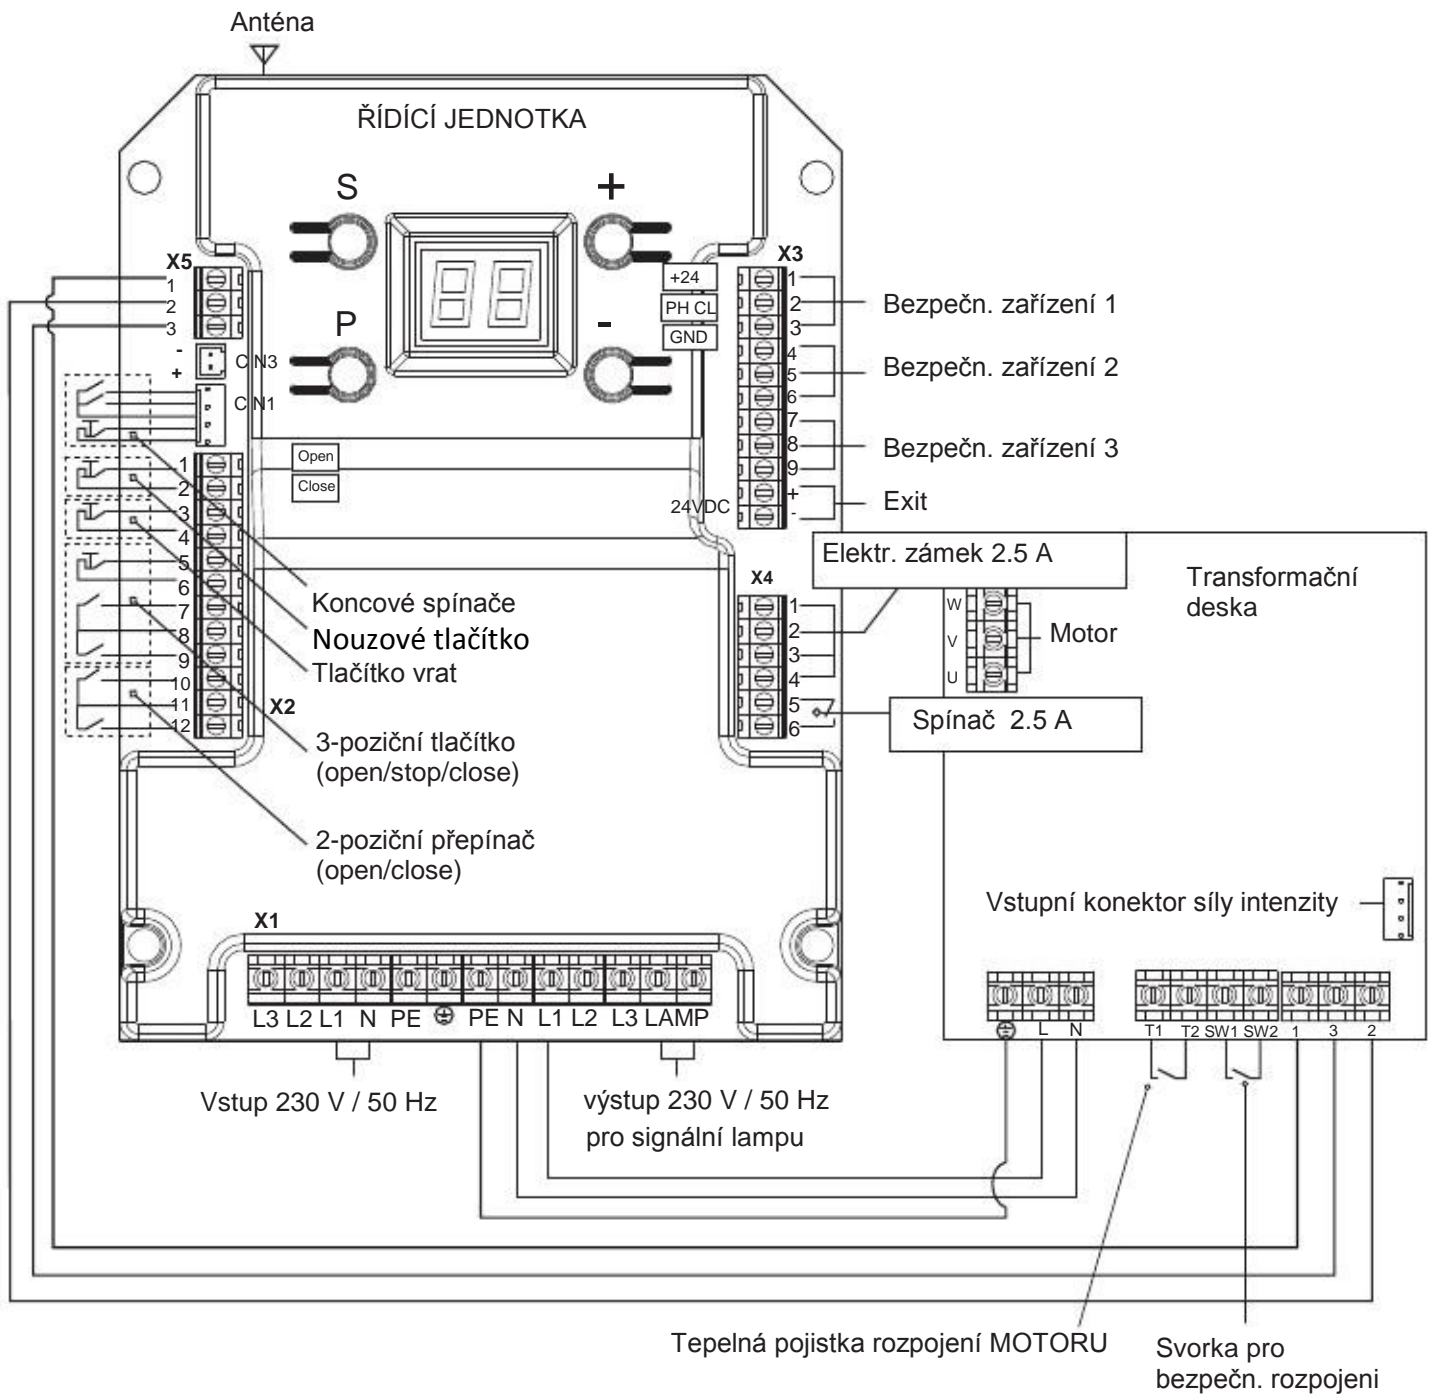 Anténa
ŘÍDÍCÍ JEDNOTKA
S
+
X5
1
2
3
-
+
CN3
CN1
P
-
+24
PH CL
GND
X3
1
2
3
4
5
6
7
8
9
+
-
24VDC
Bezpečn. zařízení 1
Bezpečn. zařízení 2
Bezpečn. zařízení 3
Exit
Open
Close
1
2
3
4
5
6
7
8
9
10
11
12
X2
Koncové spínače
Nouzové tlačítko
Tlačítko vrat
3-poziční tlačítko
(open/stop/close)
2-poziční přepínač
(open/close)
X4
1
2
3
4
5
6
Elektr. zámek 2.5 A
Spínač 2.5 A
Transformační
deska
W
V
U
Motor
Vstupní konektor síly intenzity
X1
L3 L2 L1 N PE PE N L1 L2 L3 LAMP
L N
T1 T2 SW1 SW2 1 3 2
Vstup 230 V / 50 Hz
výstup 230 V / 50 Hz
pro signální lampu
Tepelná pojistka rozpojení MOTORU
Svorka pro
bezpečn. rozpojeni